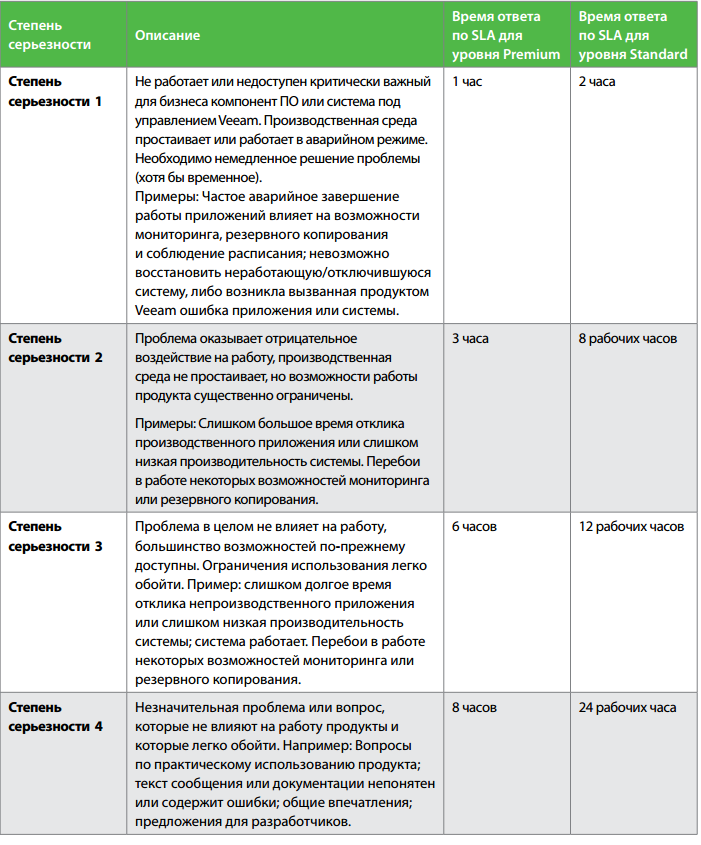 Степень
серьезности
Описание
Время ответа
по SLA для
уровня Premium
Время ответа
по SLA для
уровня Standard
Степень
серьезности 1
Не работает или недоступен критически важный
для бизнеса компонент ПО или система под
управлением Veeam. Производственная среда
простаивает или работает в аварийном режиме.
Необходимо немедленное решение проблемы
(хотя бы временное).
Примеры: Частое аварийное завершение
работы приложений влияет на возможности
мониторинга, резервного копирования
и соблюдение расписания; невозможно
восстановить неработающую/отключившуюся
систему, либо возникла вызванная продуктом
Veeam ошибка приложения или системы.
1 час
2 часа
Степень
серьезности 2
Проблема оказывает отрицательное
воздействие на работу, производственная
среда не простаивает, но возможности работы
продукта существенно ограничены.
Примеры: Слишком большое время отклика
производственного приложения или слишком
низкая производительность системы. Перебои
в работе некоторых возможностей мониторинга
или резервного копирования.
3 часа
8 рабочих часов
Степень
серьезности 3
Проблема в целом не влияет на работу,
большинство возможностей по-прежнему
доступны. Ограничения использования легко
обойти. Пример: слишком долгое время
отклика непроизводственного приложения
или слишком низкая производительность
системы; система работает. Перебои в работе
некоторых возможностей мониторинга или
резервного копирования.
6 часов
12 рабочих часов
Степень
серьезности 4
Незначительная проблема или вопрос,
которые не влияют на работу продукты и
которые легко обойти. Например: Вопросы
по практическому использованию продукта;
текст сообщения или документации непонятен
или содержит ошибки; общие впечатления;
предложения для разработчиков.
8 часов
24 рабочих часа